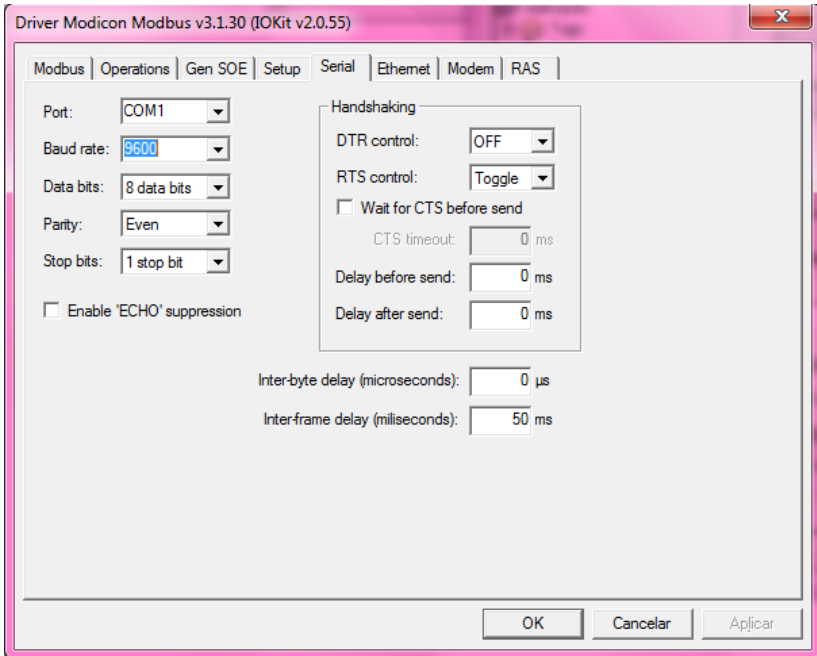 Driver Modicon Modbus v3.1.30 (IOKit v2.0.55)
Modbus Operations Gen SOE Setup Serial Ethernet Modem RAS
Port: COM1
Baud rate: 9600
Data bits: 8 data bits
Parity: Even
Stop bits: 1 stop bit
Enable 'ECHO' suppression
Handshaking
DTR control: OFF
RTS control: Toggle
Wait for CTS before send
CTS timeout: 0 ms
Delay before send: 0 ms
Delay after send: 0 ms
Inter-byte delay (microseconds): 0 µs
Inter-frame delay (miliseconds): 50 ms
OK Cancelar Aplicar